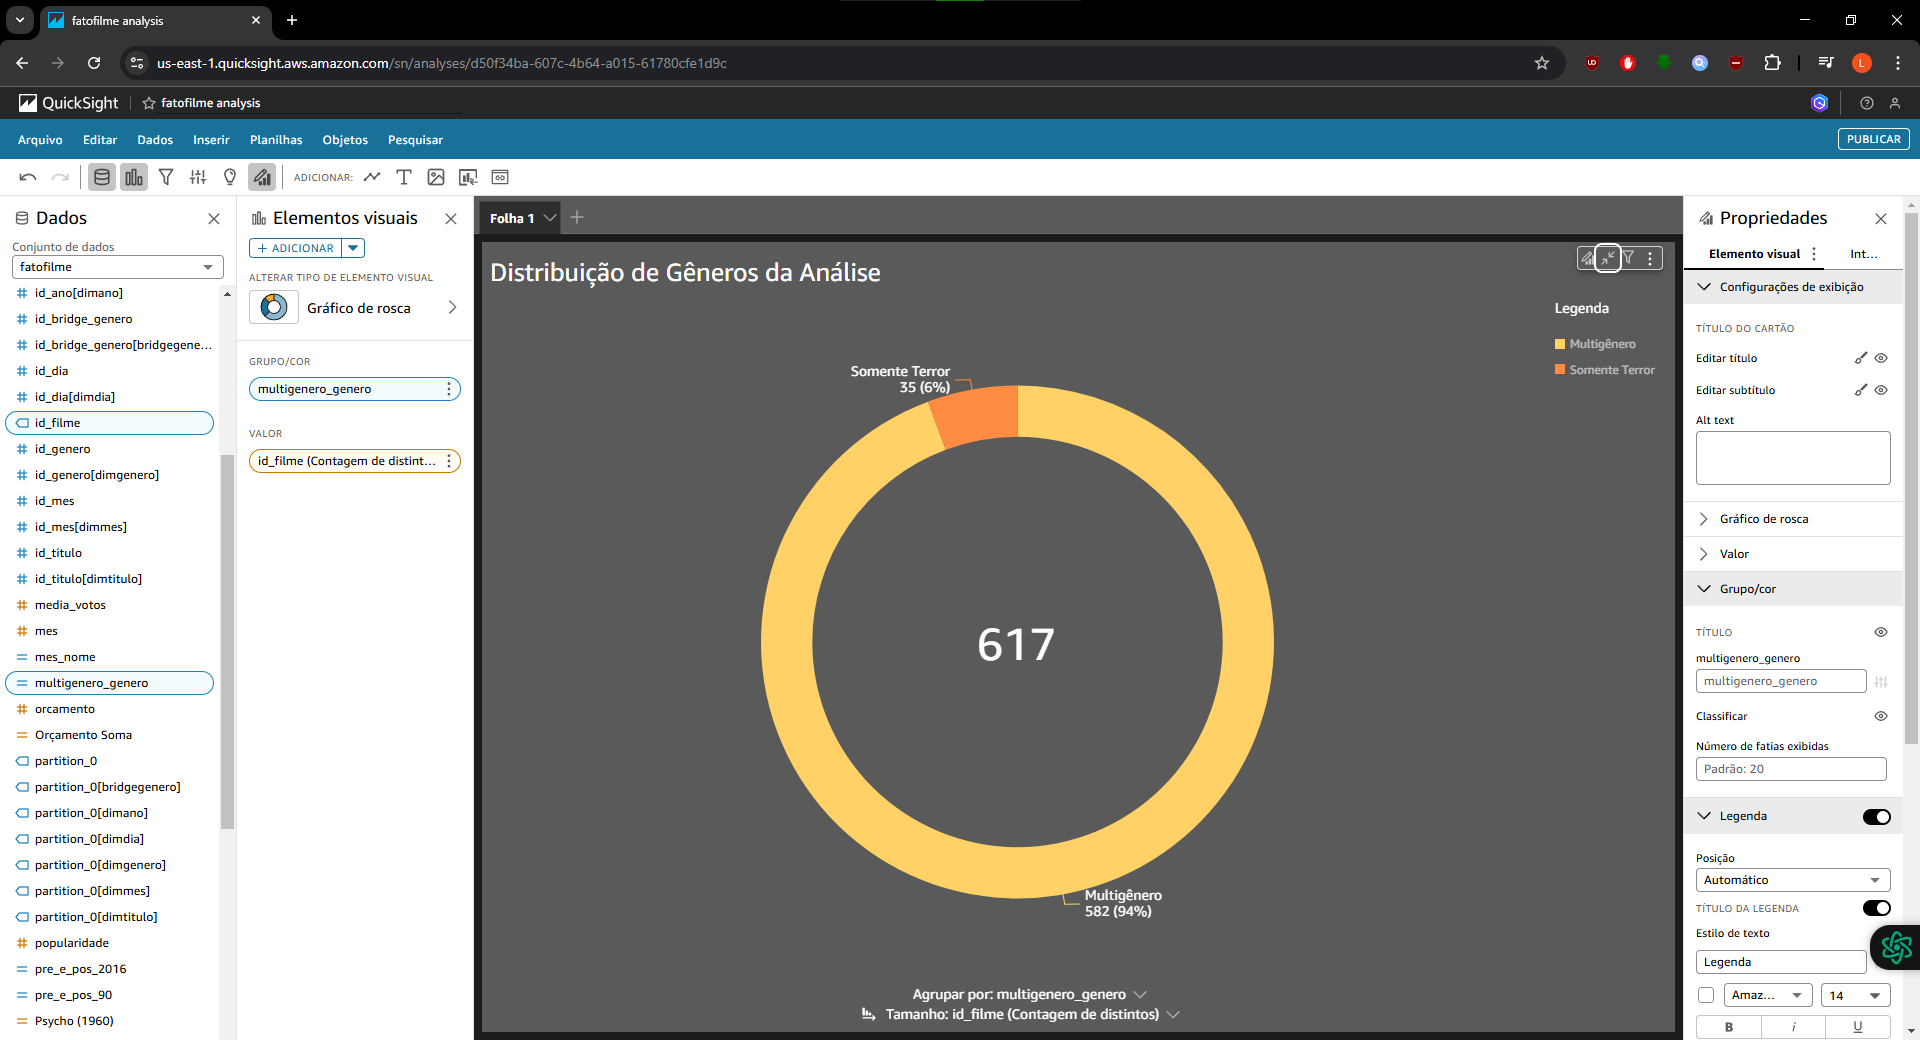 fatofilme analysis
us-east-1.quicksight.aws.amazon.com/sn/analyses/d50f34ba-607c-4b64-a015-61780cfe1d9c
L
QuickSight
fatofilme analysis
Arquivo Editar Dados Inserir Planilhas Objetos Pesquisar
PUBLICAR
ADICIONAR:
Dados
Conjunto de dados
fatofilme
id_ano[dimano]
id_bridge_genero
id_bridge_genero[bridgegene...
id_dia
id_dia[dimdia]
id_filme
id_genero
id_genero[dimgenero]
id_mes
id_mes[dimmes]
id_titulo
id_titulo[dimtitulo]
media_votos
mes
mes_nome
multigenero_genero
orcamento
Orçamento Soma
partition_0
partition_0[bridgegenero]
partition_0[dimano]
partition_0[dimdia]
partition_0[dimgenero]
partition_0[dimmes]
partition_0[dimtitulo]
popularidade
pre_e_pos_2016
pre_e_pos_90
Psycho (1960)
Elementos visuais
ADICIONAR
ALTERAR TIPO DE ELEMENTO VISUAL
Gráfico de rosca
GRUPO/COR
multigenero_genero
VALOR
id_filme (Contagem de distint...
Folha 1
Distribuição de Gêneros da Análise
Legenda
Multigênero
Somente Terror
Somente Terror
35 (6%)
617
Multigênero
582 (94%)
Agrupar por: multigenero_genero
Tamanho: id_filme (Contagem de distintos)
Propriedades
Elemento visual
Int...
Configurações de exibição
TÍTULO DO CARTÃO
Editar título
Editar subtítulo
Alt text
Gráfico de rosca
Valor
Grupo/cor
TÍTULO
multigenero_genero
multigenero_genero
Classificar
Número de fatias exibidas
Padrão: 20
Legenda
Posição
Automático
TÍTULO DA LEGENDA
Estilo de texto
Legenda
Amaz...
14
B i U